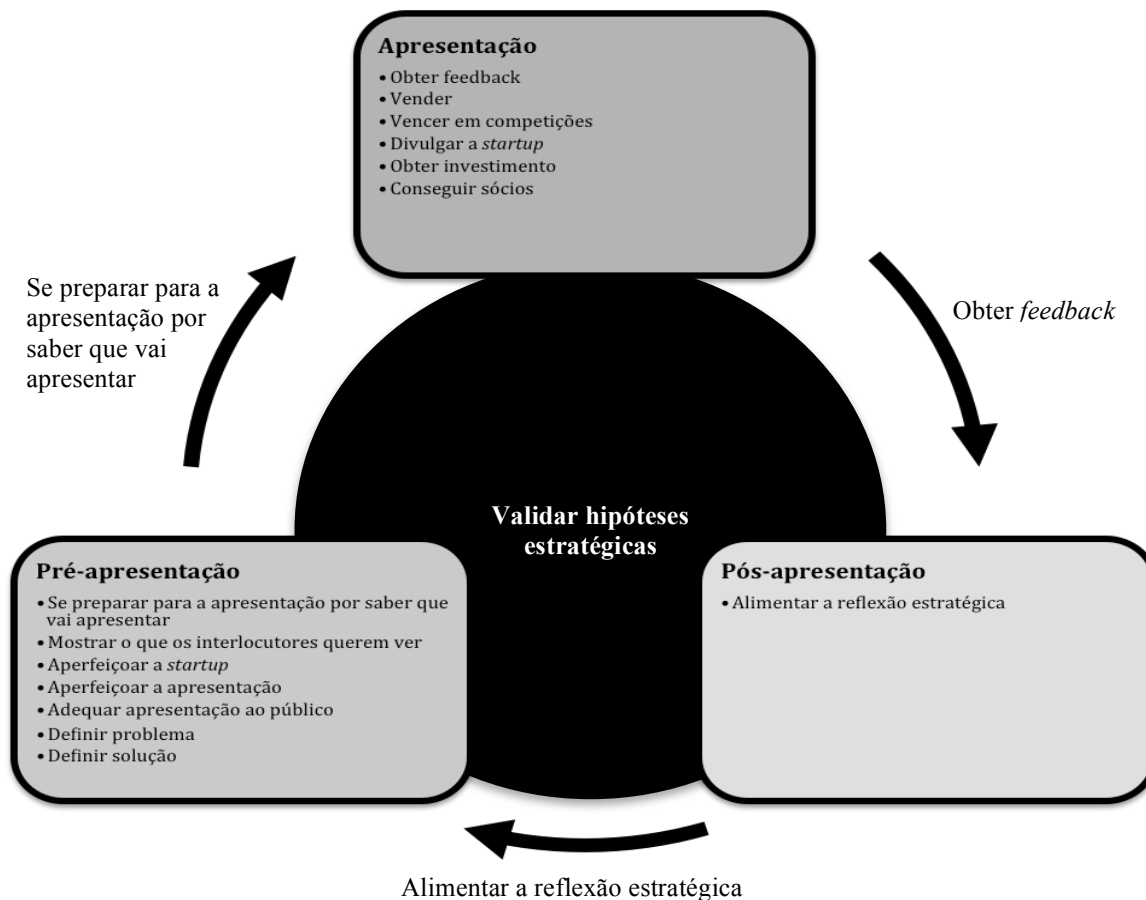 Apresentação
• Obter feedback
• Vender
• Vencer em competições
• Divulgar a startup
• Obter investimento
• Conseguir sócios
Se preparar para a
apresentação por
saber que vai
apresentar
Obter feedback
Validar hipóteses
estratégicas
Pré-apresentação
• Se preparar para a apresentação por saber que
vai apresentar
• Mostrar o que os interlocutores querem ver
• Aperfeiçoar a startup
• Aperfeiçoar a apresentação
• Adequar apresentação ao público
• Definir problema
• Definir solução
Pós-apresentação
• Alimentar a reflexão estratégica
Alimentar a reflexão estratégica